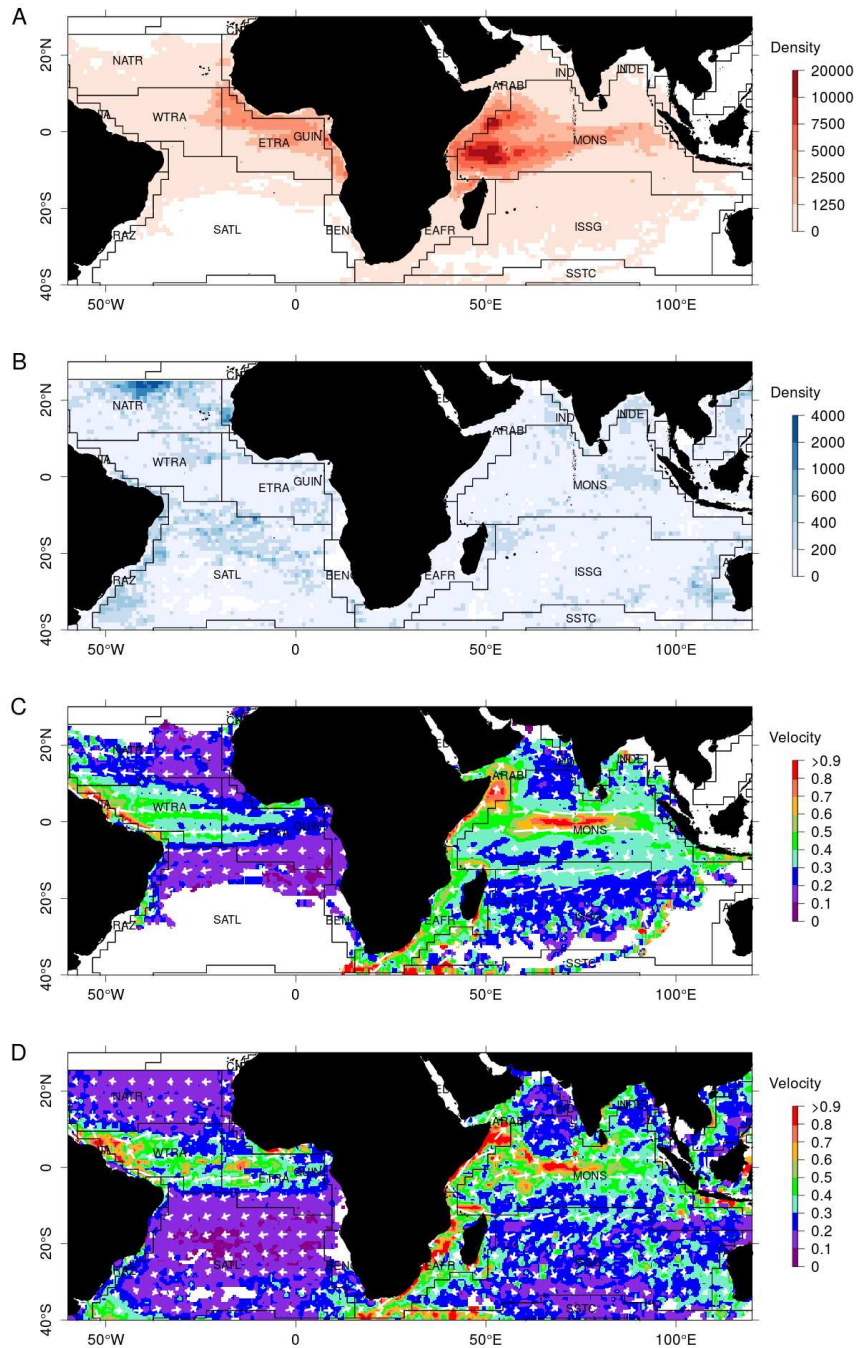 A
Density
20000
10000
7500
5000
2500
1250
0
20°N
0
20°S
40°S
NATR
WTRA
GUIN
ETRA
SATL
RAZ
BEN
EAFR
ARAB
IND
INDE
MONS
ISSG
SSTC
50°W
0
50°E
100°E
B
Density
4000
2000
1000
600
400
200
0
20°N
0
20°S
40°S
NATR
WTRA
GUIN
ETRA
SATL
RAZ
BEN
EAFR
ARAB
IND
INDE
MONS
ISSG
SSTC
50°W
0
50°E
100°E
C
Velocity
>0.9
0.8
0.7
0.6
0.5
0.4
0.3
0.2
0.1
0
20°N
0
20°S
40°S
NATR
WTRA
ETRA
SATL
RAZ
BEN
EAFR
ARAB
INDE
MONS
SSTC
50°W
0
50°E
100°E
D
Velocity
>0.9
0.8
0.7
0.6
0.5
0.4
0.3
0.2
0.1
0
20°N
0
20°S
40°S
NATR
WTRA
GUIN
ETRA
SATL
BEN
EAFR
ARAB
INDE
MONS
SSTC
50°W
0
50°E
100°E